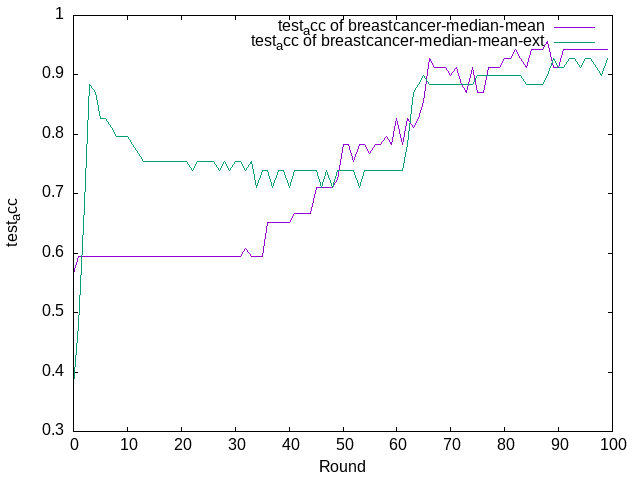 1
test_acc of breastcancer-median-mean
test_acc of breastcancer-median-mean-ext
0.9
0.8
0.7
test_acc
0.6
0.5
0.4
0.3
0 10 20 30 40 50 60 70 80 90 100
Round